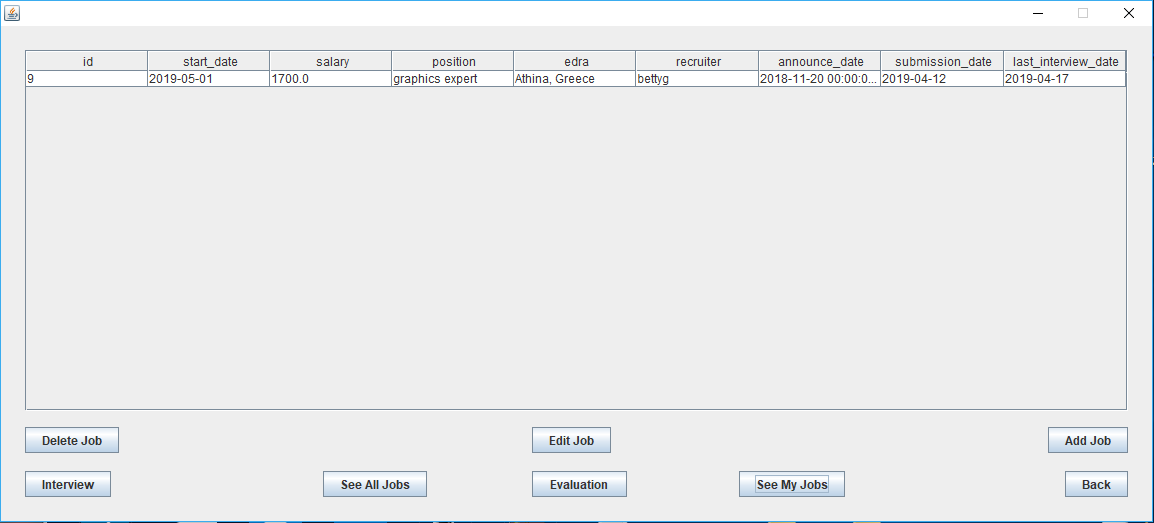 id start_date salary position edra recruiter announce_date submission_date last_interview_date
9 2019-05-01 1700.0 graphics expert Athina, Greece bettyg 2018-11-20 00:00:0... 2019-04-12 2019-04-17
Delete Job Edit Job Add Job
Interview See All Jobs Evaluation See My Jobs Back